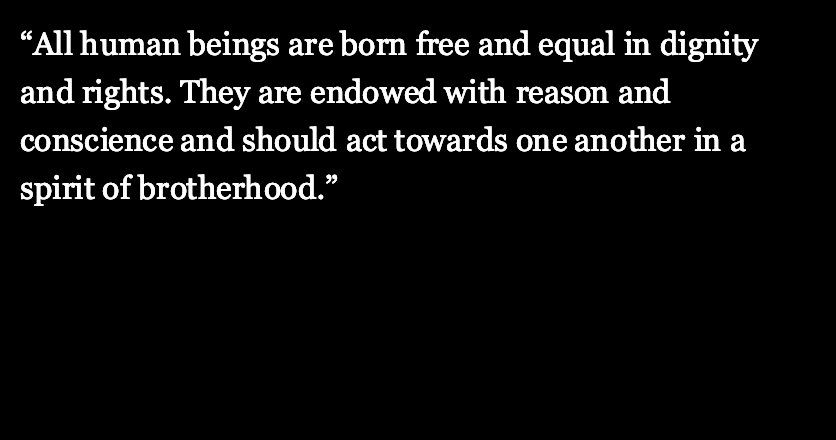 “All human beings are born free and equal in dignity
and rights. They are endowed with reason and
conscience and should act towards one another in a
spirit of brotherhood.”